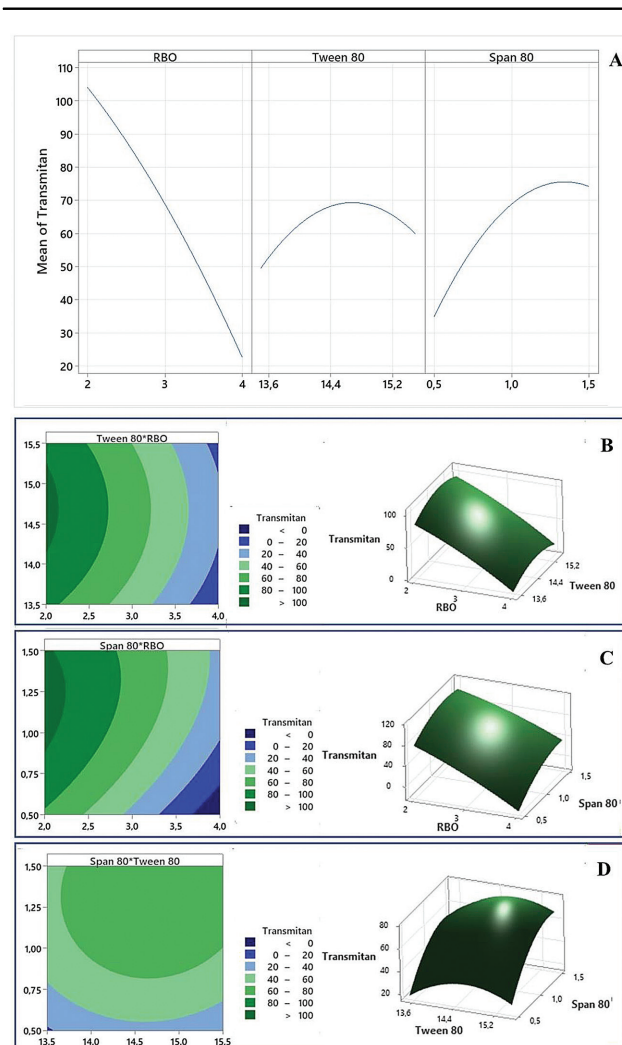 RBO Tween 80 Span 80 A
110
100
90
80
70
60
50
40
30
20
Mean of Transmitan
2 3 4 13,6 14,4 15,2 0,5 1,0 1,5
Tween 80*RBO
B
15,5
15,0
14,5
14,0
13,5
2,0 2,5 3,0 3,5 4,0
Transmitan
< 0
0 – 20
20 – 40
40 – 60
60 – 80
80 – 100
> 100
Transmitan
100
50
0
2 3 4
RBO
13,6 14,4 15,2
Tween 80
Span 80*RBO
C
1,50
1,25
1,00
0,75
0,50
2,0 2,5 3,0 3,5 4,0
Transmitan
< 0
0 – 20
20 – 40
40 – 60
60 – 80
80 – 100
> 100
Transmitan
120
80
40
0
2 3 4
RBO
0,5 1,0 1,5
Span 80
Span 80*Tween 80
D
1,50
1,25
1,00
0,75
0,50
13,5 14,0 14,5 15,0 15,5
Transmitan
< 0
0 – 20
20 – 40
40 – 60
60 – 80
80 – 100
> 100
Transmitan
80
60
40
20
13,6 14,4 15,2
Tween 80
0,5 1,0 1,5
Span 80